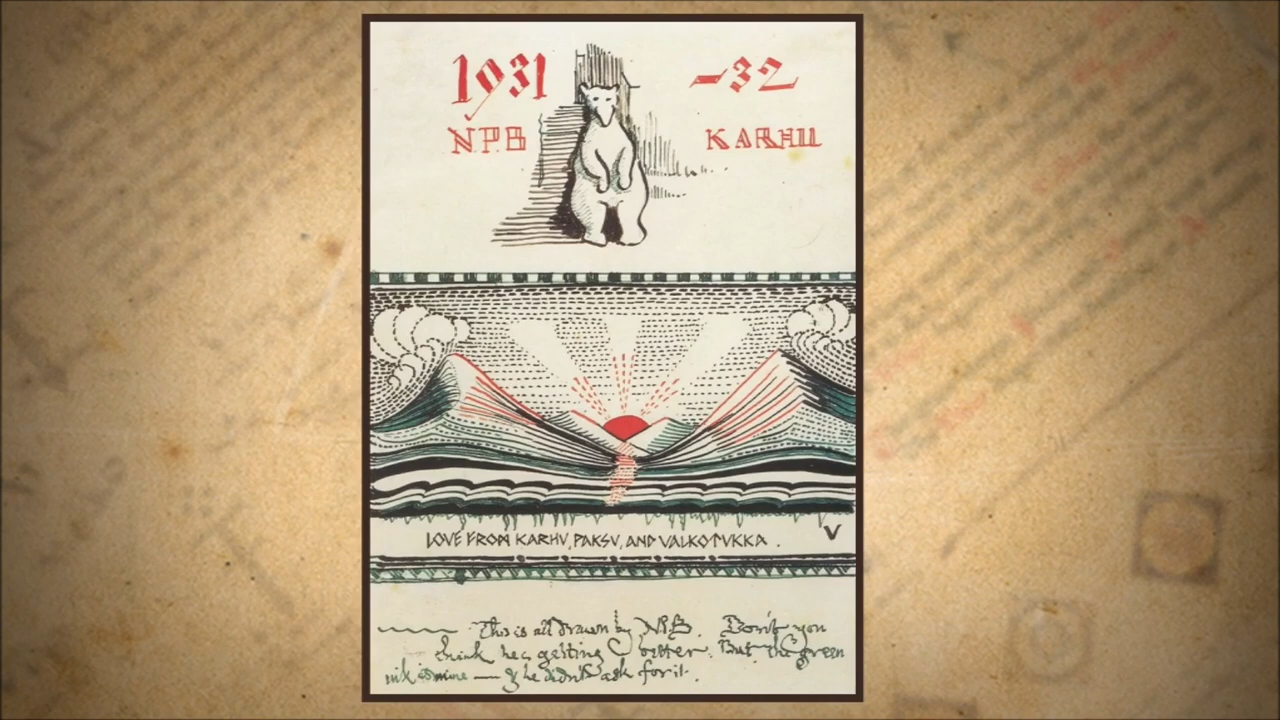 1931 -32
NPB KARHU
LOVE FROM KARHU, PAKSU, AND VALKOTUKKA . V
This is all drawn by NPB. Don't you
think he is getting better. But the green
ink is mine — & he didn't ask for it.